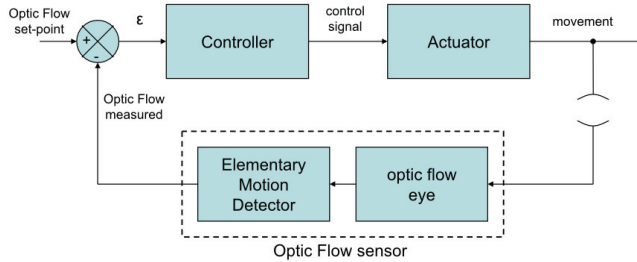 Optic Flow
set-point
+
-
ε
Controller
control
signal
Actuator
movement
Optic Flow
measured
Elementary
Motion
Detector
optic flow
eye
Optic Flow sensor